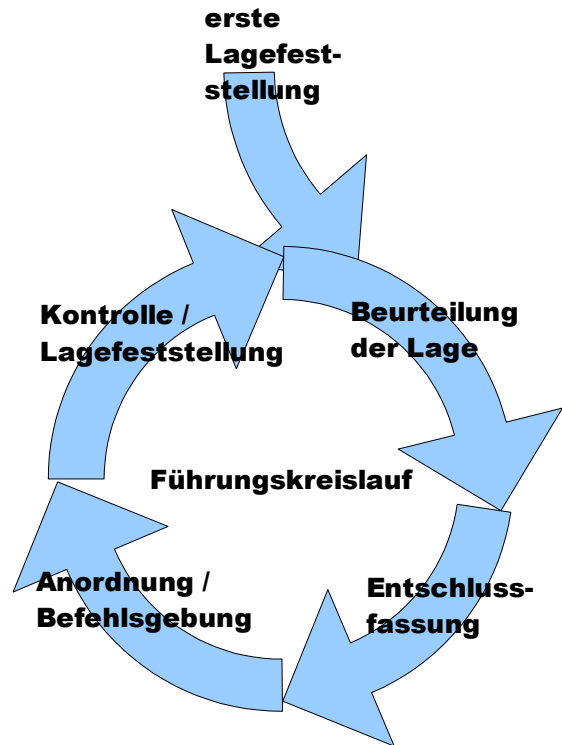 erste
Lagefest-
stellung
Beurteilung
der Lage
Entschluss-
fassung
Anordnung /
Befehlsgebung
Kontrolle /
Lagefeststellung
Führungskreislauf